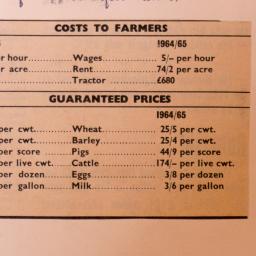 COSTS TO FARMERS
1964/65
r hour............Wages............ 5/- per hour
r acre............Rent............ 74/2 per acre
............Tractor............ £680
GUARANTEED PRICES
1964/65
per cwt.......Wheat............ 25/5 per cwt.
per cwt.......Barley............ 25/4 per cwt.
per score ......Pigs ............ 44/9 per score
per live cwt....Cattle ............174/- per live cwt.
per dozen ......Eggs............ 3/8 per dozen
per gallon......Milk............ 3/6 per gallon